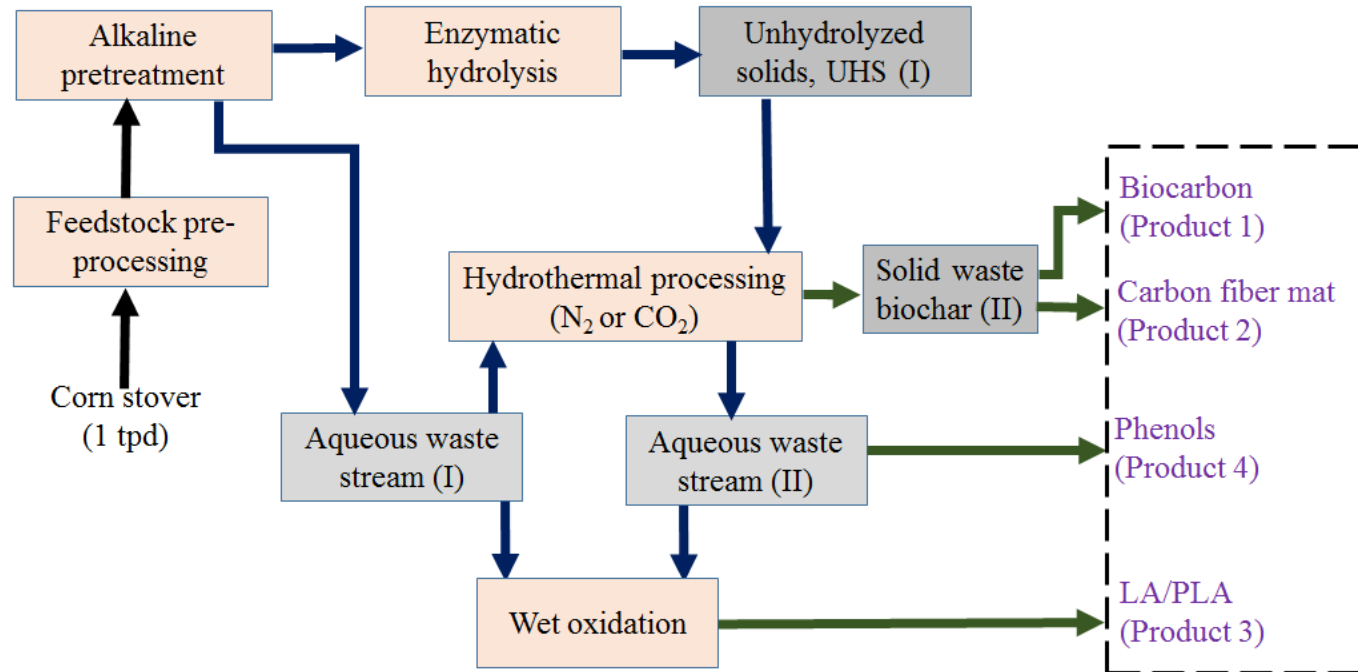 Alkaline
pretreatment
Enzymatic
hydrolysis
Unhydrolyzed
solids, UHS (I)
Feedstock pre-
processing
Corn stover
(1 tpd)
Hydrothermal processing
(N₂ or CO₂)
Solid waste
biochar (II)
Aqueous waste
stream (I)
Aqueous waste
stream (II)
Wet oxidation
Biocarbon
(Product 1)
Carbon fiber mat
(Product 2)
Phenols
(Product 4)
LA/PLA
(Product 3)